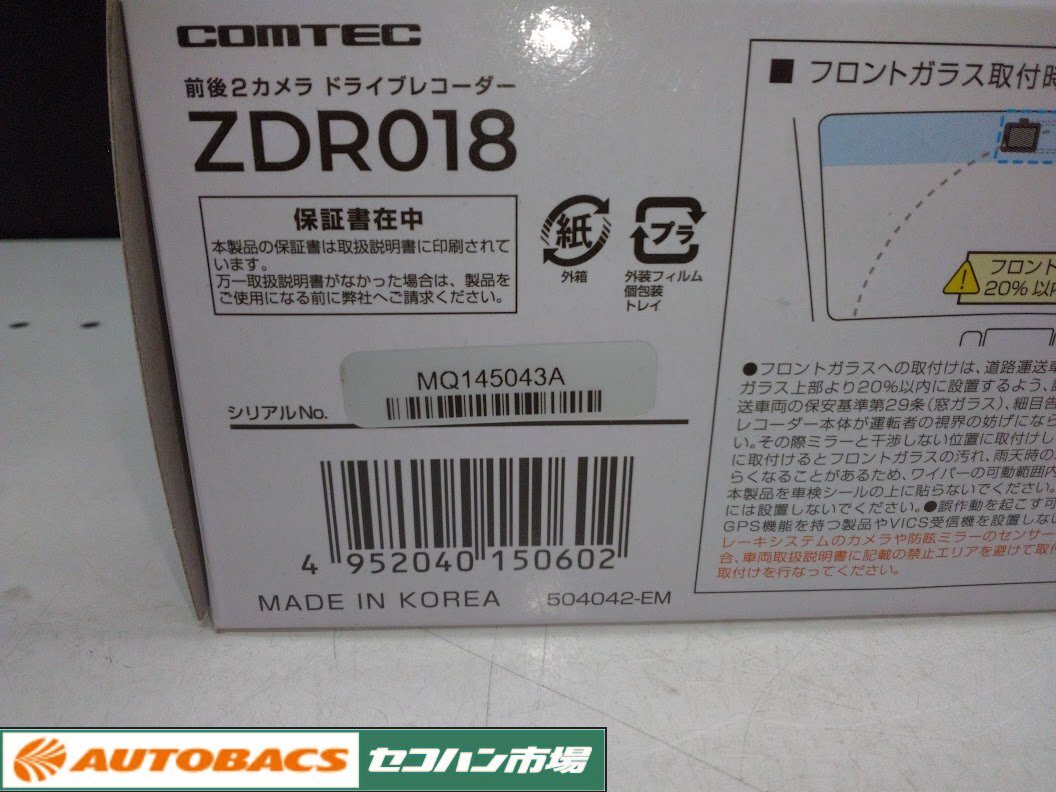 COMTEC
前後2カメラ ドライブレコーダー
ZDR018
保証書在中
本製品の保証書は取扱説明書に印刷されて
います。
万一取扱説明書がなかった場合は、製品を
ご使用になる前に弊社へご請求ください。
紙
外箱
プラ
外装フィルム
個包装
トレイ
シリアルNo.
MQ145043A
4 952040 150602
MADE IN KOREA
504042-EM
■ フロントガラス取付時
フロント
20% 以内
●フロントガラスへの取付けは、道路運送車
ガラス上部より20%以内に設置するよう、
送車両の保安基準第29条(窓ガラス)、細目告
レコーダー本体が運転者の視界の妨げになら
い。その際ミラーと干渉しない位置に取付けし
に取付けるとフロントガラスの汚れ、雨天時の
らくなることがあるため、ワイパーの可動範囲内
本製品を車検シールの上に貼らないでください。
には設置しないでください。●誤作動を起こす可
GPS機能を持つ製品やVICS受信機を設置しない
レーキシステムのカメラや防眩ミラーのセンサー
合、車両取扱説明書に記載の禁止エリアを避けて取付
取付けを行なってください。
AUTOBACS セコハン市場